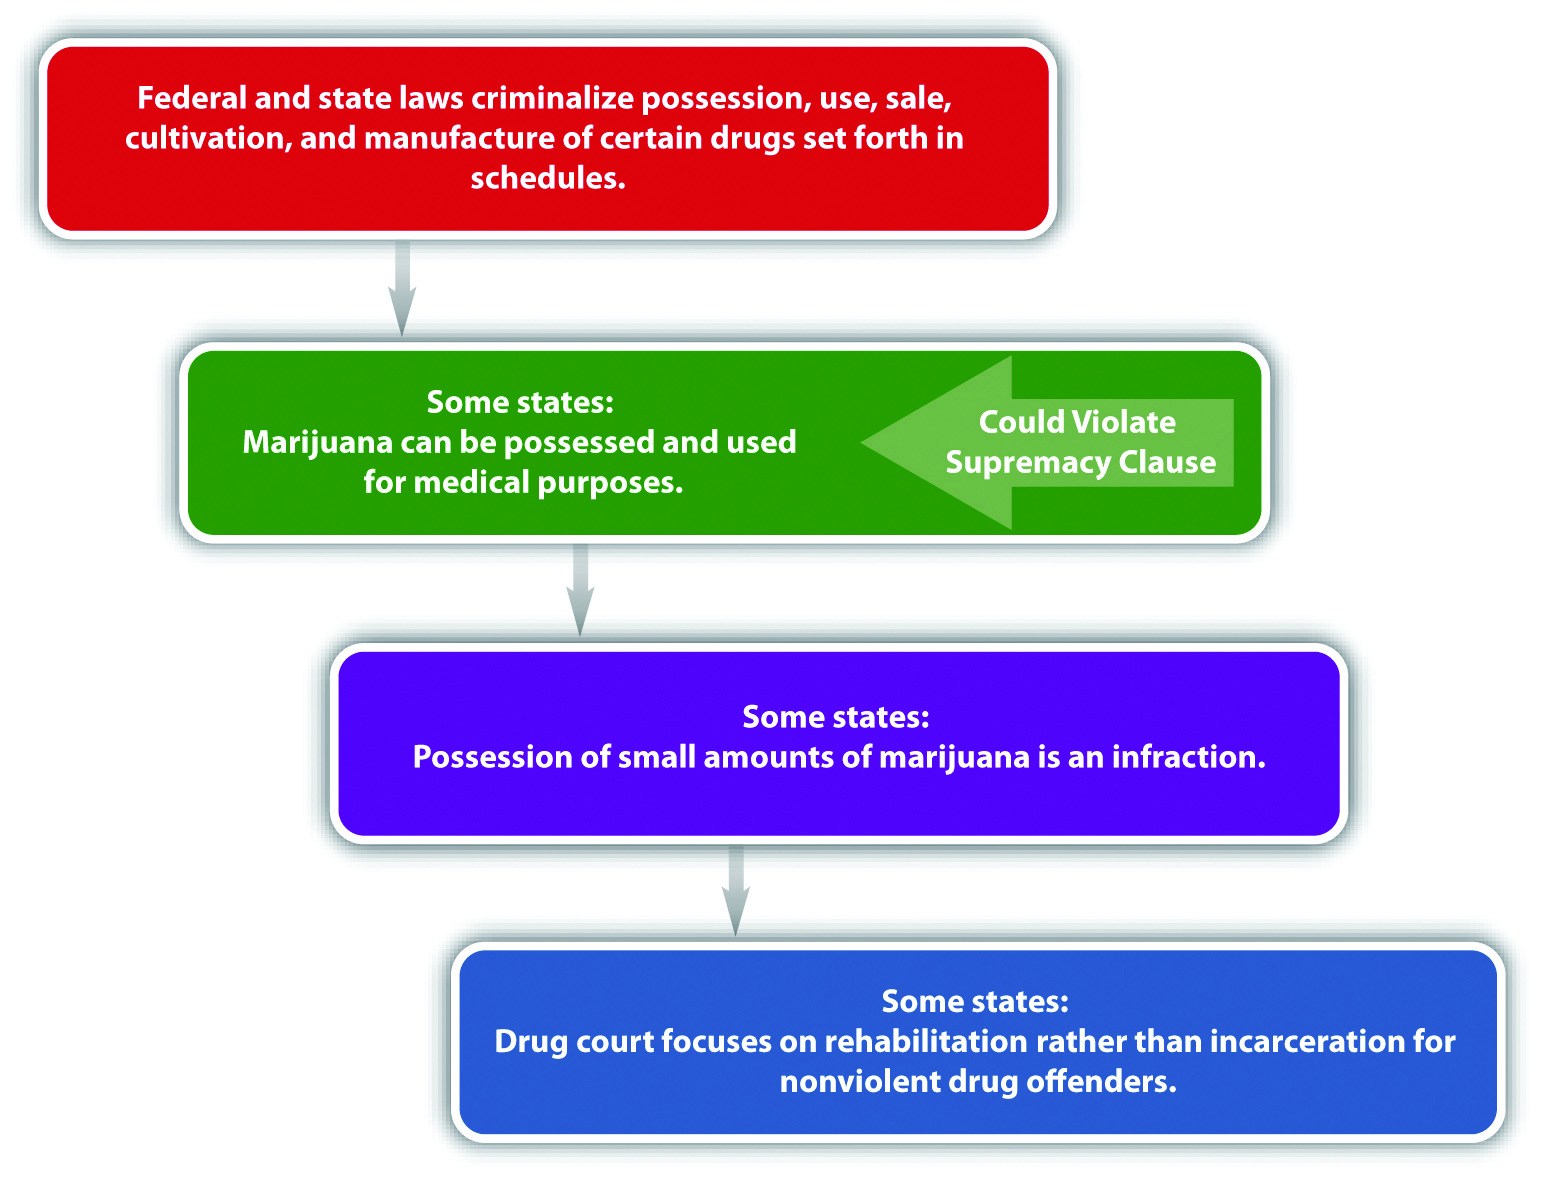 Federal and state laws criminalize possession, use, sale,
cultivation, and manufacture of certain drugs set forth in
schedules.
Some states:
Marijuana can be possessed and used
for medical purposes.
Could Violate
Supremacy Clause
Some states:
Possession of small amounts of marijuana is an infraction.
Some states:
Drug court focuses on rehabilitation rather than incarceration for
nonviolent drug offenders.